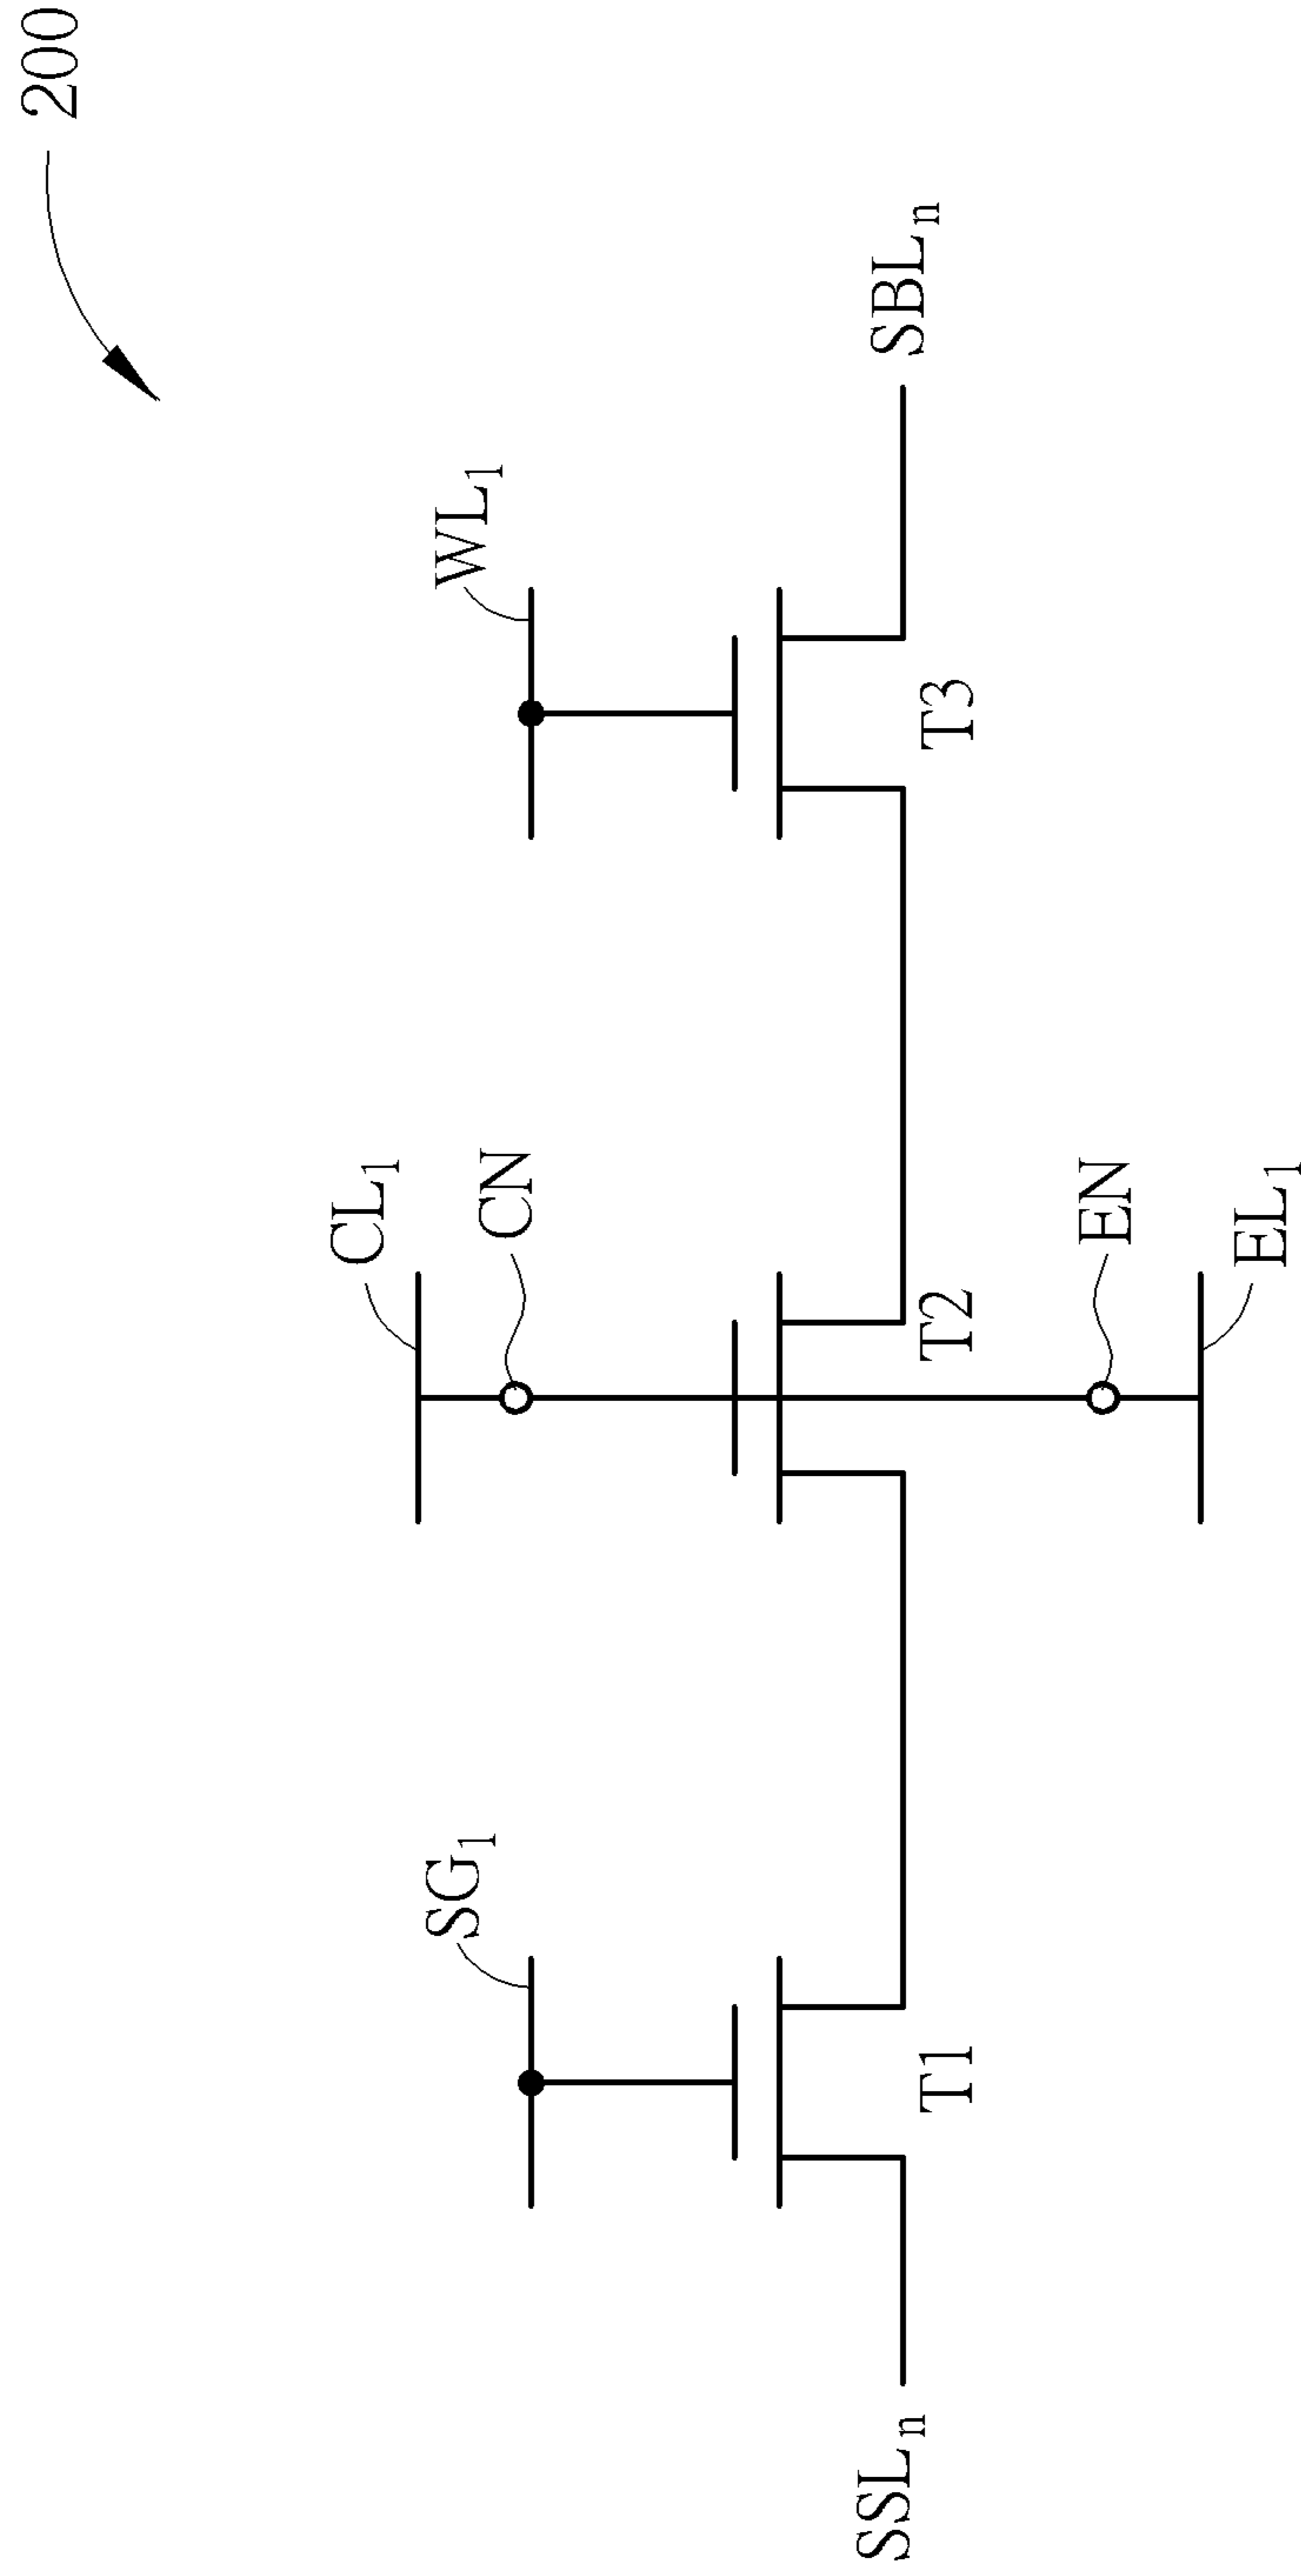 200
CL₁
CN
SG₁
WL₁
T1
T2
T3
SSLₙ
SBLₙ
EN
EL₁